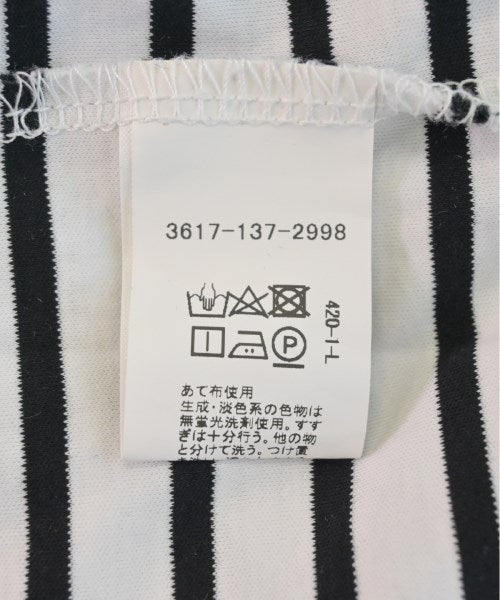 3617-137-2998
420-1-L
P
あて布使用
生成・淡色系の色物は
無蛍光洗剤使用。すす
ぎは十分行う。他の物
と分けて洗う。つけ置